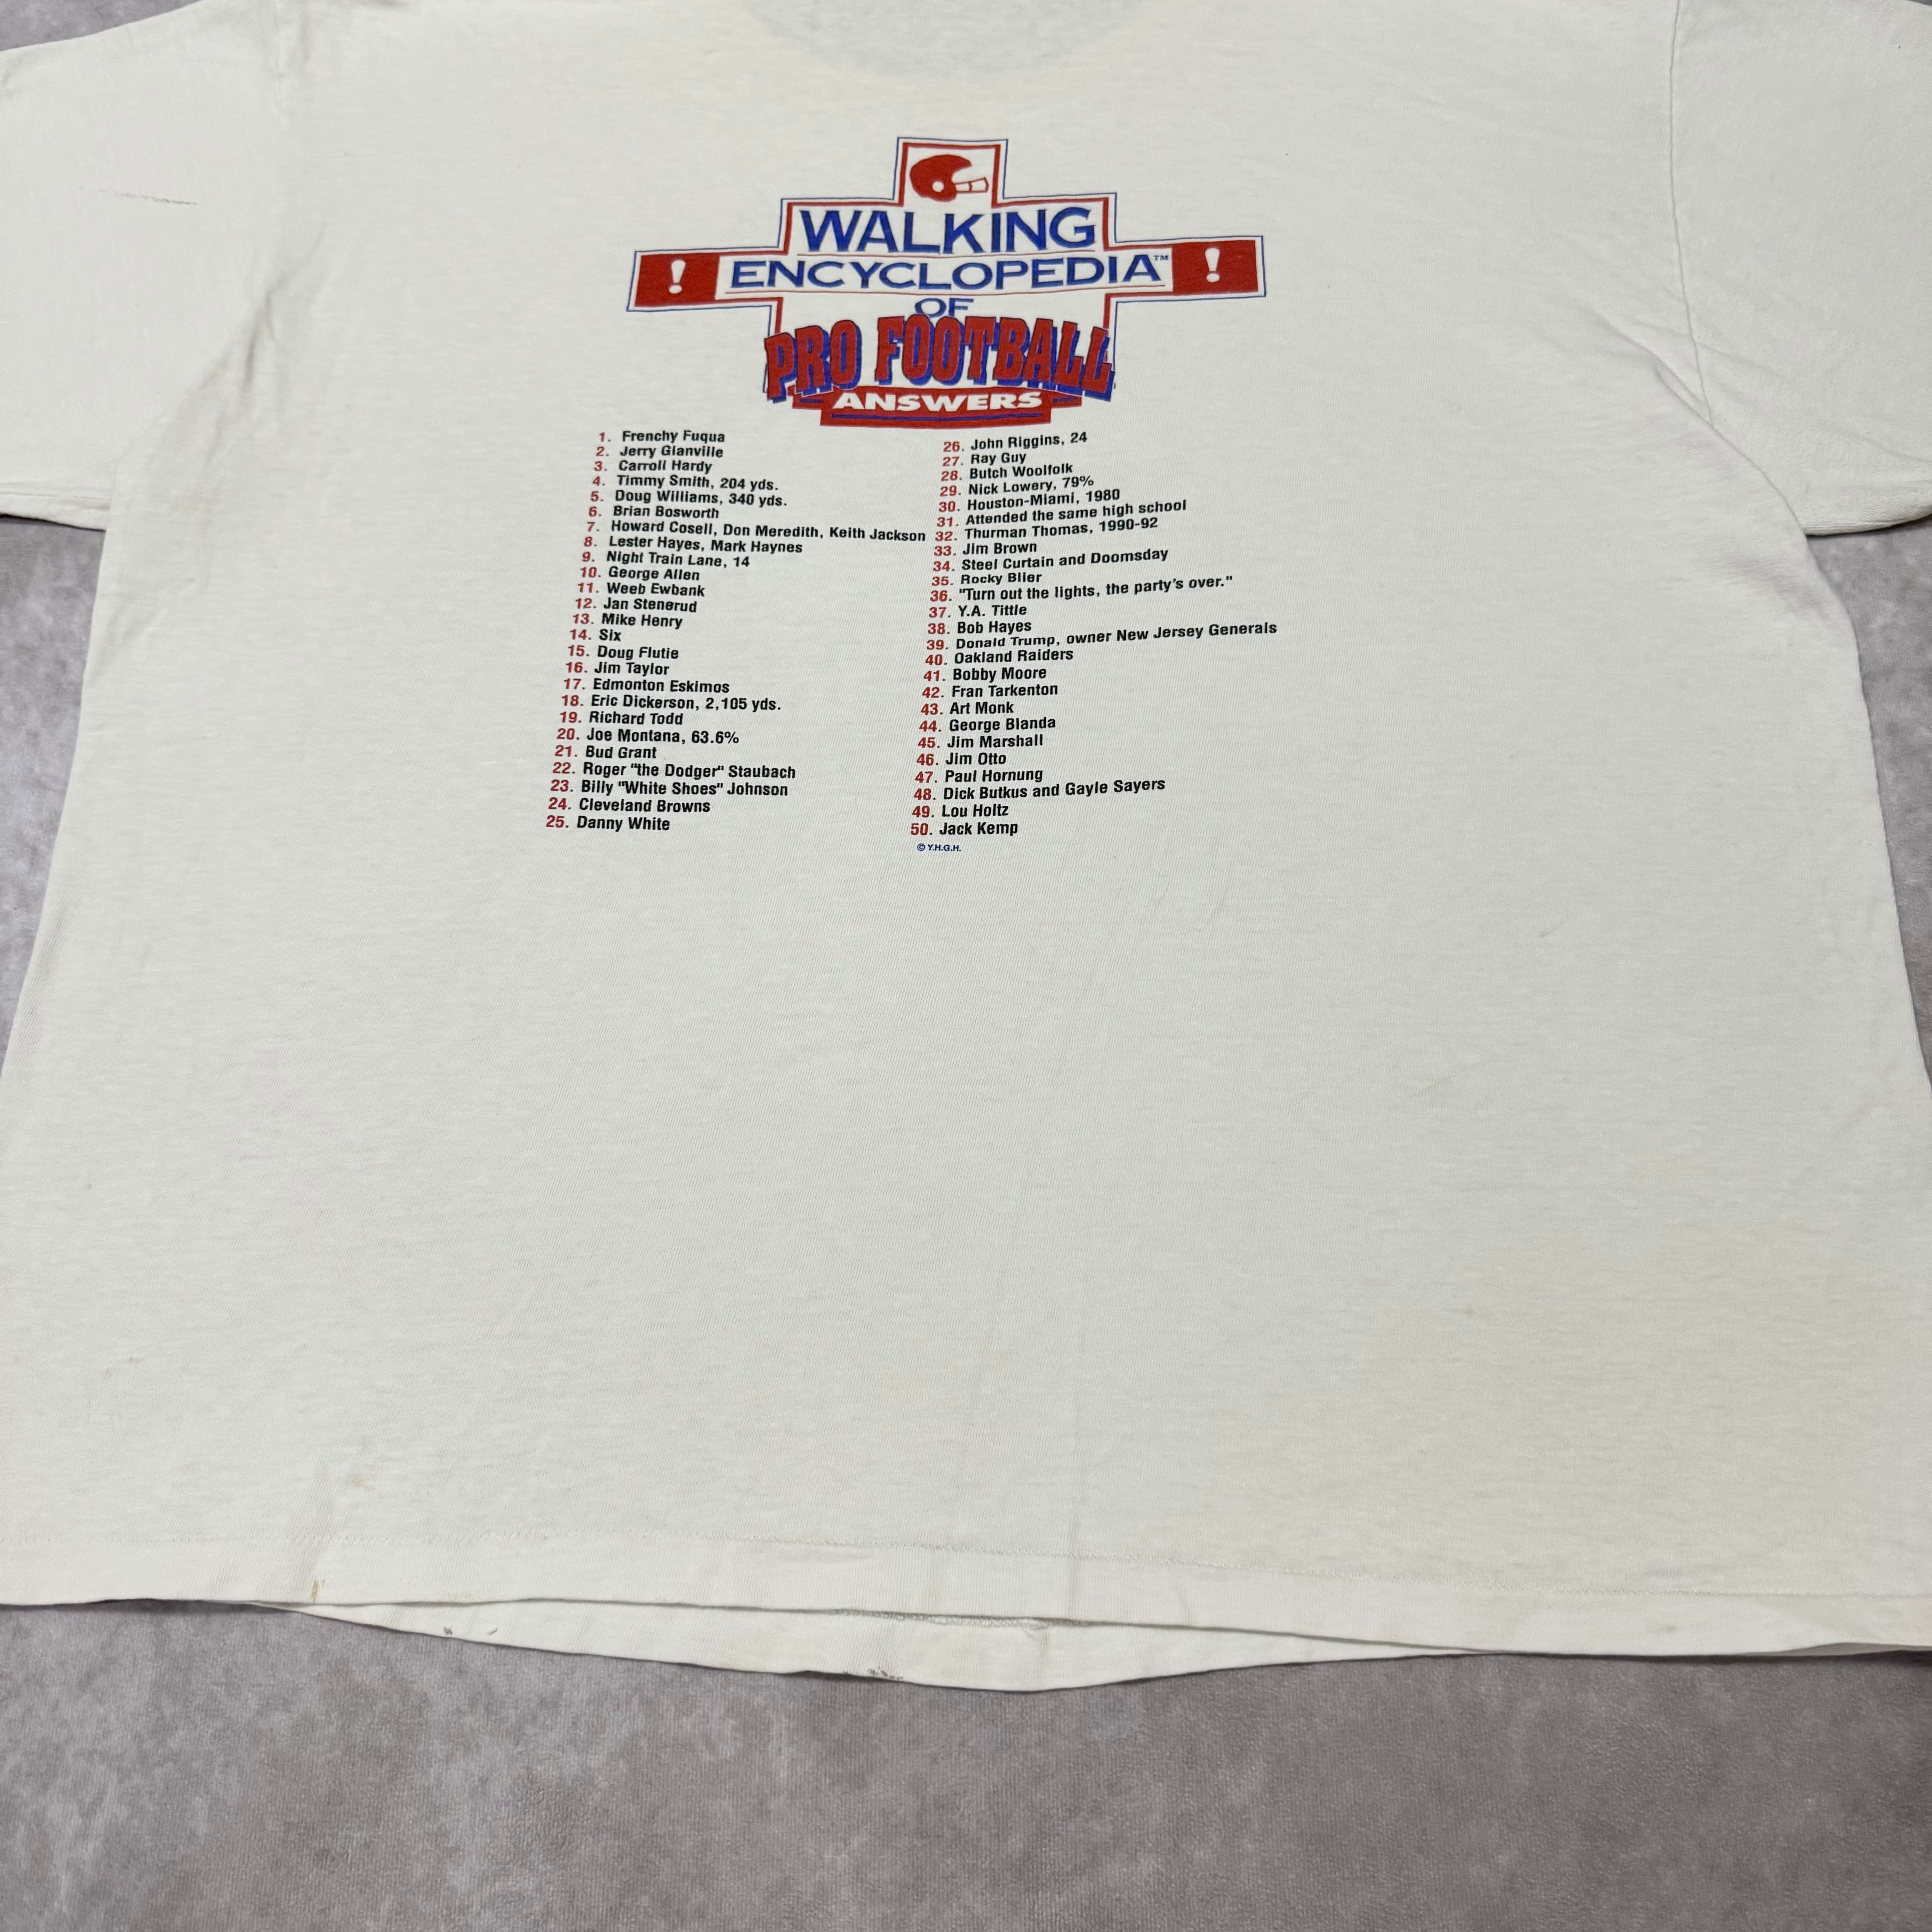 ! WALKING !
ENCYCLOPEDIA™
OF
PRO FOOTBALL
ANSWERS
1. Frenchy Fuqua
2. Jerry Glanville
3. Carroll Hardy
4. Timmy Smith, 204 yds.
5. Doug Williams, 340 yds.
6. Brian Bosworth
7. Howard Cosell, Don Meredith, Keith Jackson
8. Lester Hayes, Mark Haynes
9. Night Train Lane, 14
10. George Allen
11. Weeb Ewbank
12. Jan Stenerud
13. Mike Henry
14. Six
15. Doug Flutie
16. Jim Taylor
17. Edmonton Eskimos
18. Eric Dickerson, 2,105 yds.
19. Richard Todd
20. Joe Montana, 63.6%
21. Bud Grant
22. Roger "the Dodger" Staubach
23. Billy "White Shoes" Johnson
24. Cleveland Browns
25. Danny White
26. John Riggins, 24
27. Ray Guy
28. Butch Woolfolk
29. Nick Lowery, 79%
30. Houston-Miami, 1980
31. Attended the same high school
32. Thurman Thomas, 1990-92
33. Jim Brown
34. Steel Curtain and Doomsday
35. Rocky Blier
36. "Turn out the lights, the party's over."
37. Y.A. Tittle
38. Bob Hayes
39. Donald Trump, owner New Jersey Generals
40. Oakland Raiders
41. Bobby Moore
42. Fran Tarkenton
43. Art Monk
44. George Blanda
45. Jim Marshall
46. Jim Otto
47. Paul Hornung
48. Dick Butkus and Gayle Sayers
49. Lou Holtz
50. Jack Kemp
© Y.H.G.H.